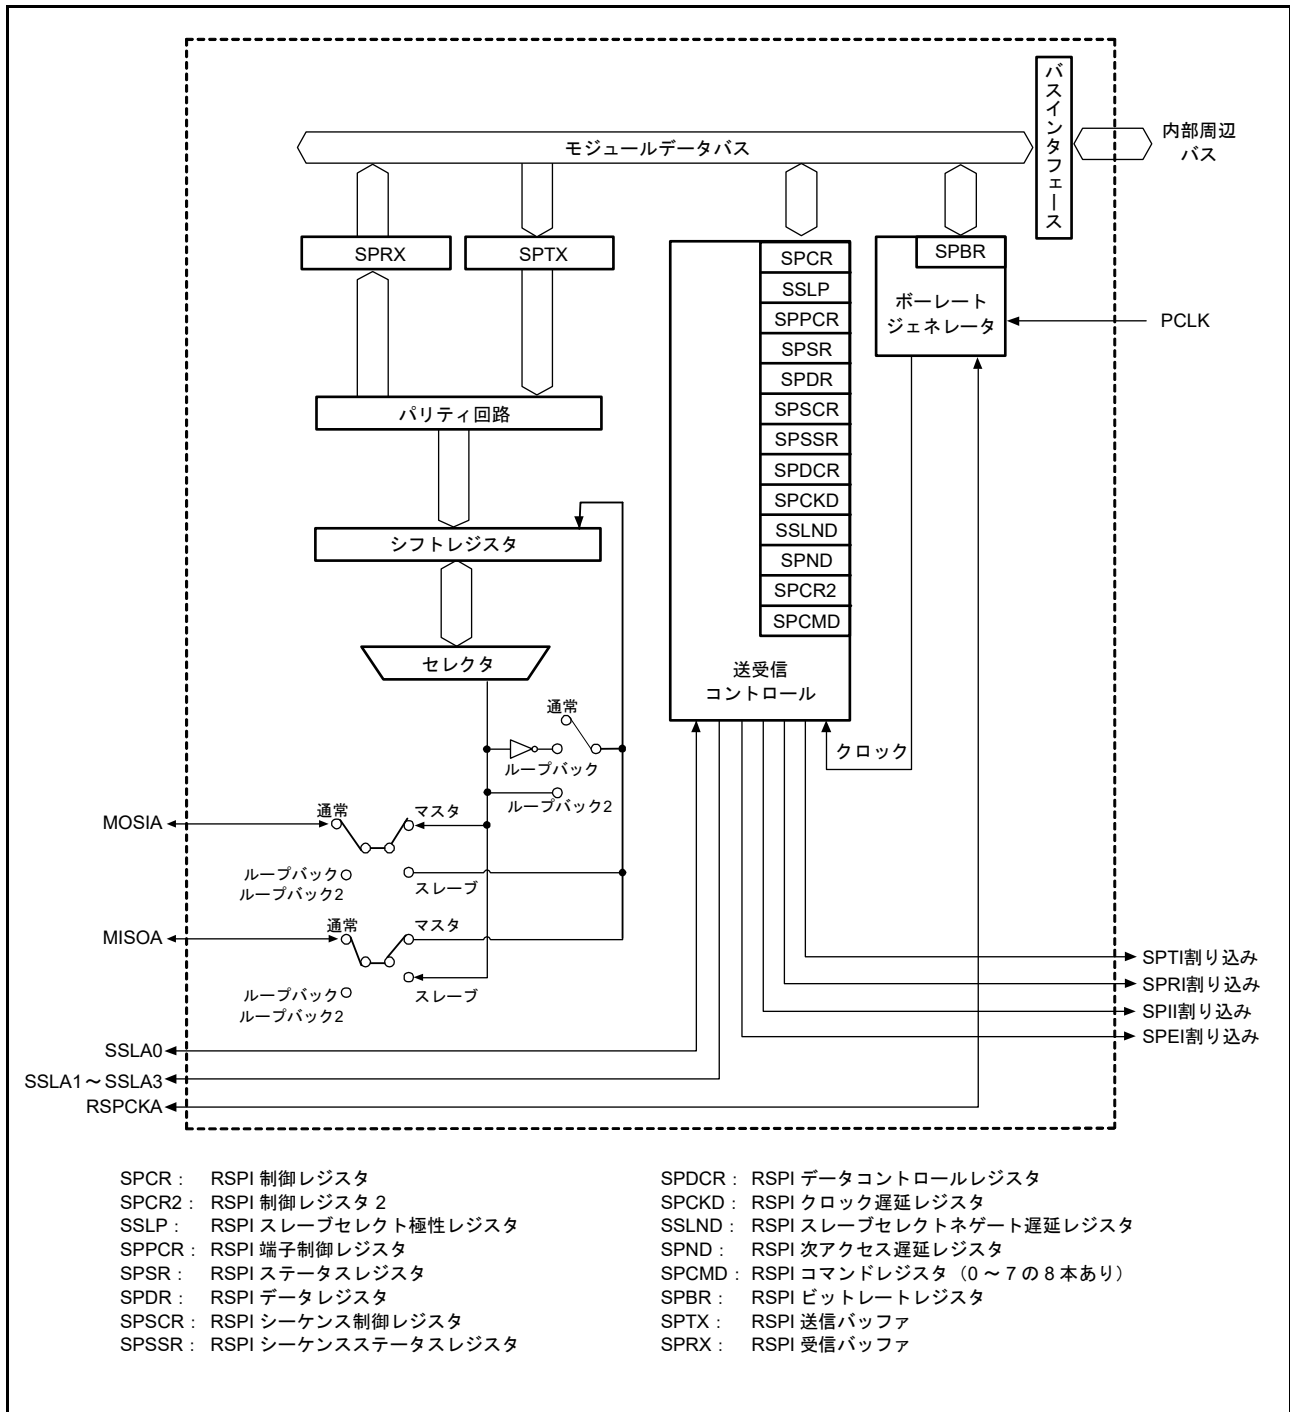 バスインタフェース
内部周辺
バス
モジュールデータバス
SPRX
SPTX
SPCR
SSLP
SPPCR
SPSR
SPDR
SPSCR
SPSSR
SPDCR
SPCKD
SSLND
SPND
SPCR2
SPCMD
送受信
コントロール
SPBR
ボーレート
ジェネレータ
PCLK
パリティ回路
シフトレジスタ
セレクタ
通常
ループバック
ループバック2
クロック
MOSIA
通常
マスタ
ループバック
ループバック2
スレーブ
MISOA
通常
マスタ
ループバック
ループバック2
スレーブ
SPTI割り込み
SPRI割り込み
SPII割り込み
SPEI割り込み
SSLA0
SSLA1～SSLA3
RSPCKA
SPCR： RSPI 制御レジスタ
SPCR2： RSPI 制御レジスタ 2
SSLP： RSPI スレーブセレクト極性レジスタ
SPPCR： RSPI 端子制御レジスタ
SPSR： RSPI ステータスレジスタ
SPDR： RSPI データレジスタ
SPSCR： RSPI シーケンス制御レジスタ
SPSSR： RSPI シーケンスステータスレジスタ
SPDCR： RSPI データコントロールレジスタ
SPCKD： RSPI クロック遅延レジスタ
SSLND： RSPI スレーブセレクトネゲート遅延レジスタ
SPND： RSPI 次アクセス遅延レジスタ
SPCMD： RSPI コマンドレジスタ（0 ～ 7 の 8 本あり）
SPBR： RSPI ビットレートレジスタ
SPTX： RSPI 送信バッファ
SPRX： RSPI 受信バッファ